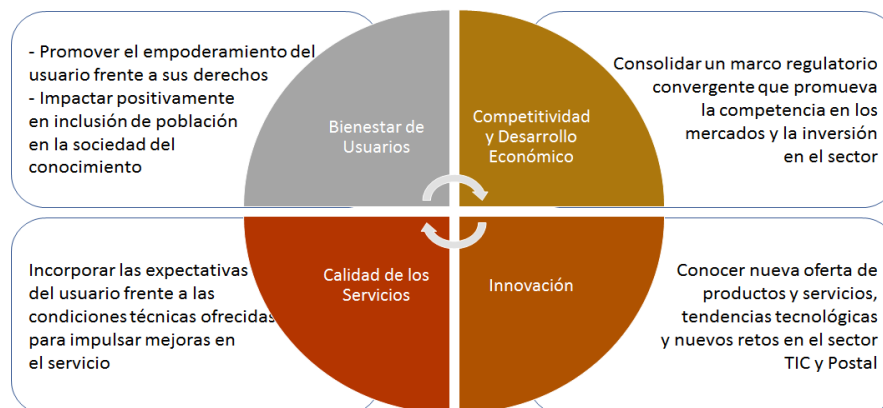 - Promover el empoderamiento del
usuario frente a sus derechos
- Impactar positivamente
en inclusión de población
en la sociedad del
conocimiento
Bienestar de
Usuarios
Competitividad
y Desarrollo
Económico
Consolidar un marco regulatorio
convergente que promueva
la competencia en los
mercados y la inversión
en el sector
Incorporar las expectativas
del usuario frente a las
condiciones técnicas ofrecidas
para impulsar mejoras en
el servicio
Calidad de los
Servicios
Innovación
Conocer nueva oferta de
productos y servicios,
tendencias tecnológicas
y nuevos retos en el sector
TIC y Postal